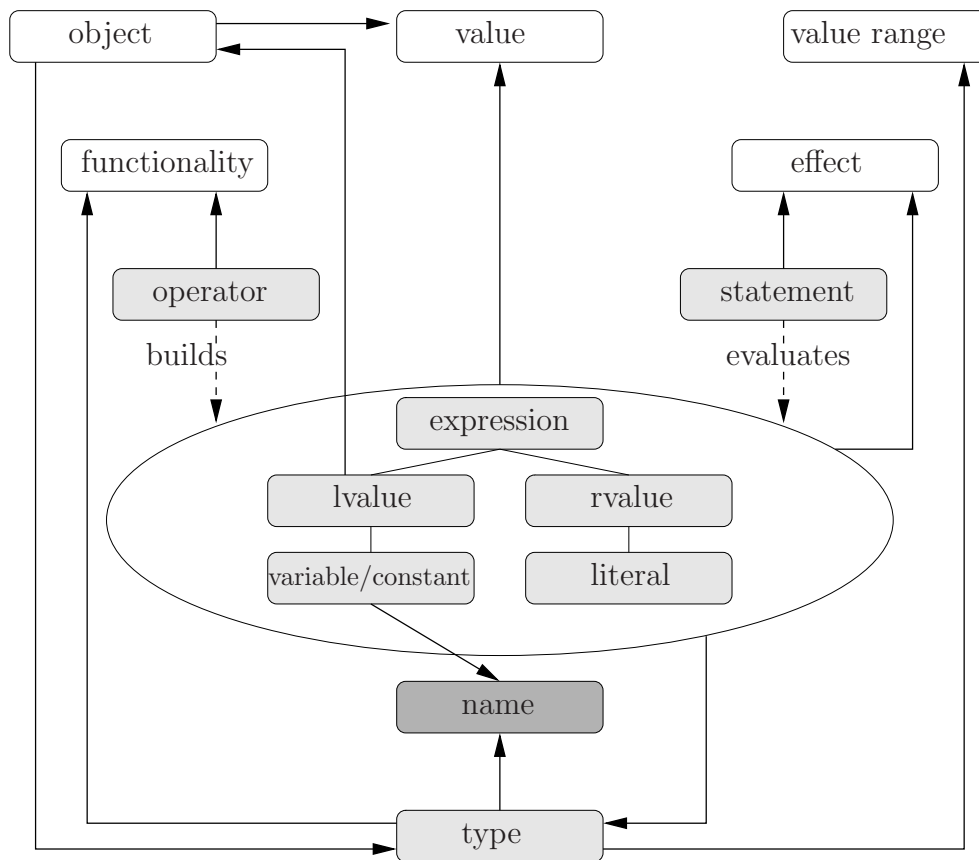 object
value
value range
functionality
effect
operator
statement
builds
evaluates
expression
lvalue
rvalue
variable/constant
literal
name
type